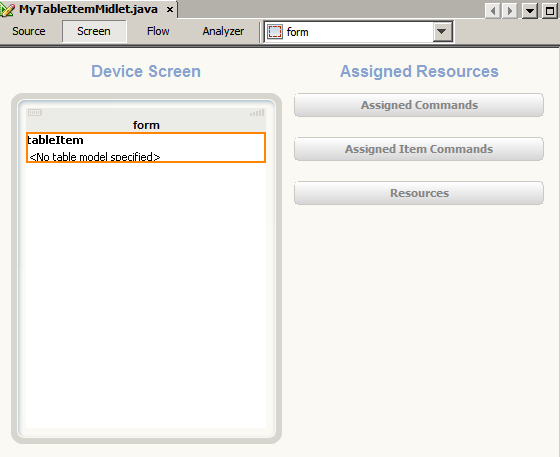 MyTableItemMidlet.java ×
Source Screen Flow Analyzer form
Device Screen Assigned Resources
form
tableItem
<No table model specified>
Assigned Commands
Assigned Item Commands
Resources